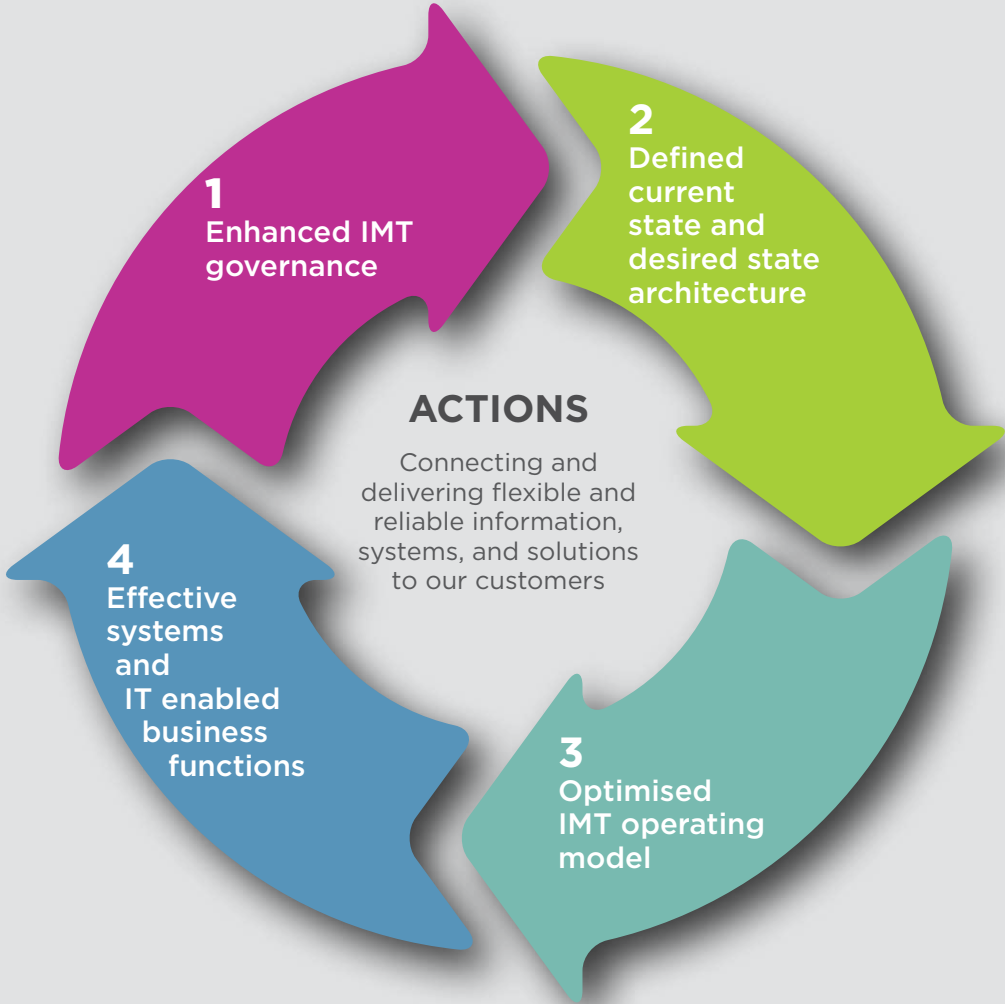 1
Enhanced IMT
governance
2
Defined
current
state and
desired state
architecture
ACTIONS
Connecting and
delivering flexible and
reliable information,
systems, and solutions
to our customers
3
Optimised
IMT operating
model
4
Effective
systems
and
IT enabled
business
functions